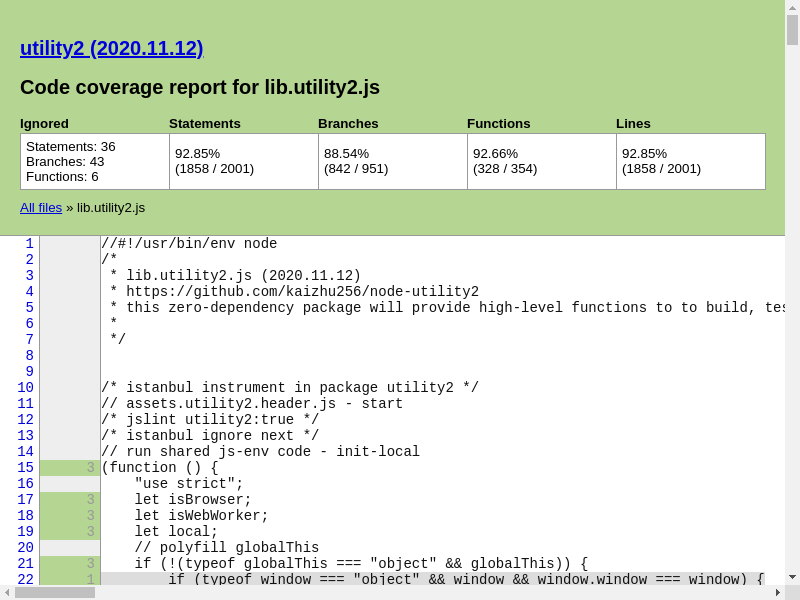 utility2 (2020.11.12)
Code coverage report for lib.utility2.js
Ignored Statements Branches Functions Lines
Statements: 36
Branches: 43
Functions: 6
92.85%
(1858 / 2001)
88.54%
(842 / 951)
92.66%
(328 / 354)
92.85%
(1858 / 2001)
All files » lib.utility2.js
1 //#!/usr/bin/env node
2 /*
3  * lib.utility2.js (2020.11.12)
4  * https://github.com/kaizhu256/node-utility2
5  * this zero-dependency package will provide high-level functions to to build, tes
6  *
7  */
8
9
10 /* istanbul instrument in package utility2 */
11 // assets.utility2.header.js - start
12 /* jslint utility2:true */
13 /* istanbul ignore next */
14 // run shared js-env code - init-local
15 3 (function () {
16     "use strict";
17 3     let isBrowser;
18 3     let isWebWorker;
19 3     let local;
20     // polyfill globalThis
21 3     if (!(typeof globalThis === "object" && globalThis)) {
22 1         if (typeof window === "object" && window && window.window === window) {